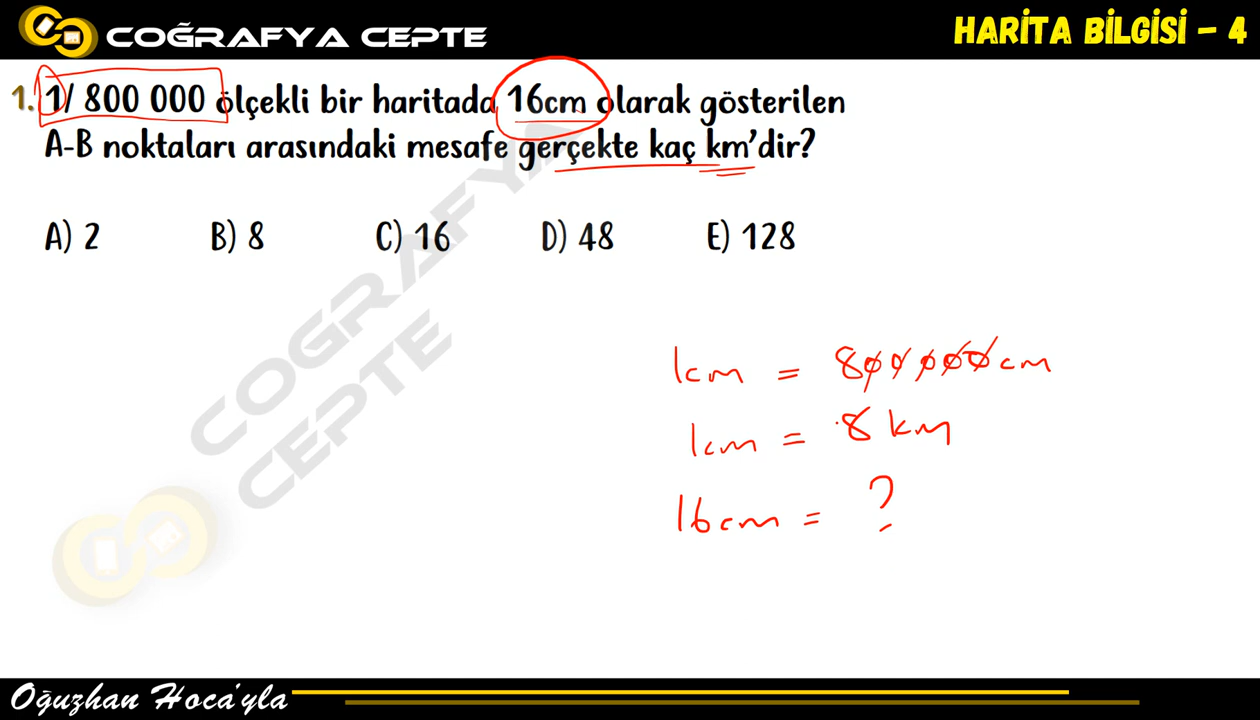 COĞRAFYA CEPTE
HARİTA BİLGİSİ – 4
1. 1/ 800 000 ölçekli bir haritada 16cm olarak gösterilen
A-B noktaları arasındaki mesafe gerçekte kaç km'dir?
A) 2 B) 8 C) 16 D) 48 E) 128
COĞRAFYA
CEPTE
1cm = 800000cm
1cm = 8 km
16cm = ?
Oğuzhan Hoca'yla